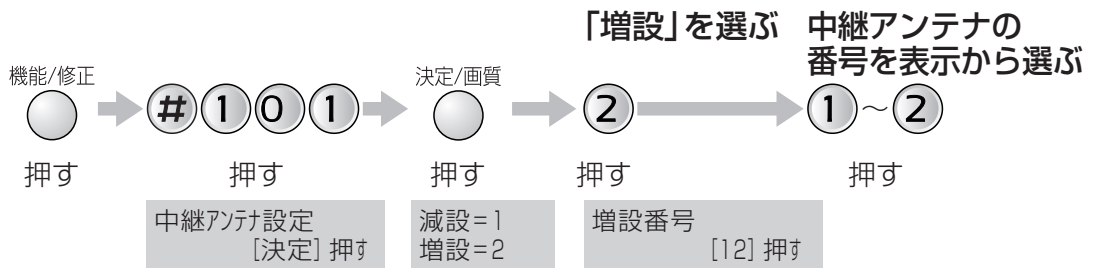 「増設」を選ぶ
中継アンテナの
番号を表示から選ぶ
機能/修正
#101
決定/画質
2
1～2
押す
押す
押す
押す
押す
中継ｱﾝﾃﾅ設定
[決定] 押す
減設=1
増設=2
増設番号
[12] 押す